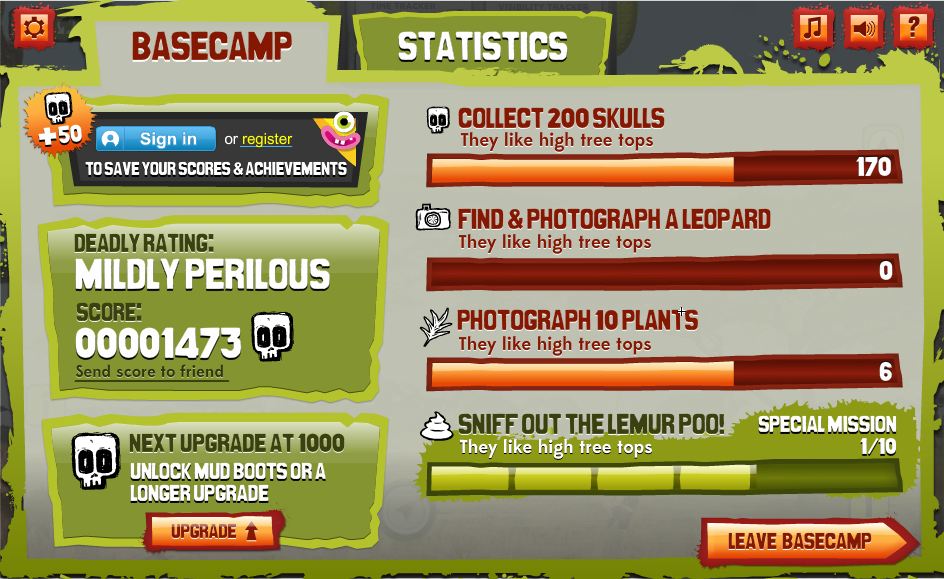 TIME TRACKER
VISIBILITY TRACKER
BASECAMP
STATISTICS
?
+50
Sign in or register
TO SAVE YOUR SCORES & ACHIEVEMENTS
DEADLY RATING:
MILDLY PERILOUS
SCORE:
00001473
Send score to friend
NEXT UPGRADE AT 1000
UNLOCK MUD BOOTS OR A
LONGER UPGRADE
UPGRADE
COLLECT 200 SKULLS
They like high tree tops
170
FIND & PHOTOGRAPH A LEOPARD
They like high tree tops
0
PHOTOGRAPH 10 PLANTS
They like high tree tops
6
SNIFF OUT THE LEMUR POO!
They like high tree tops
SPECIAL MISSION
1/10
LEAVE BASECAMP